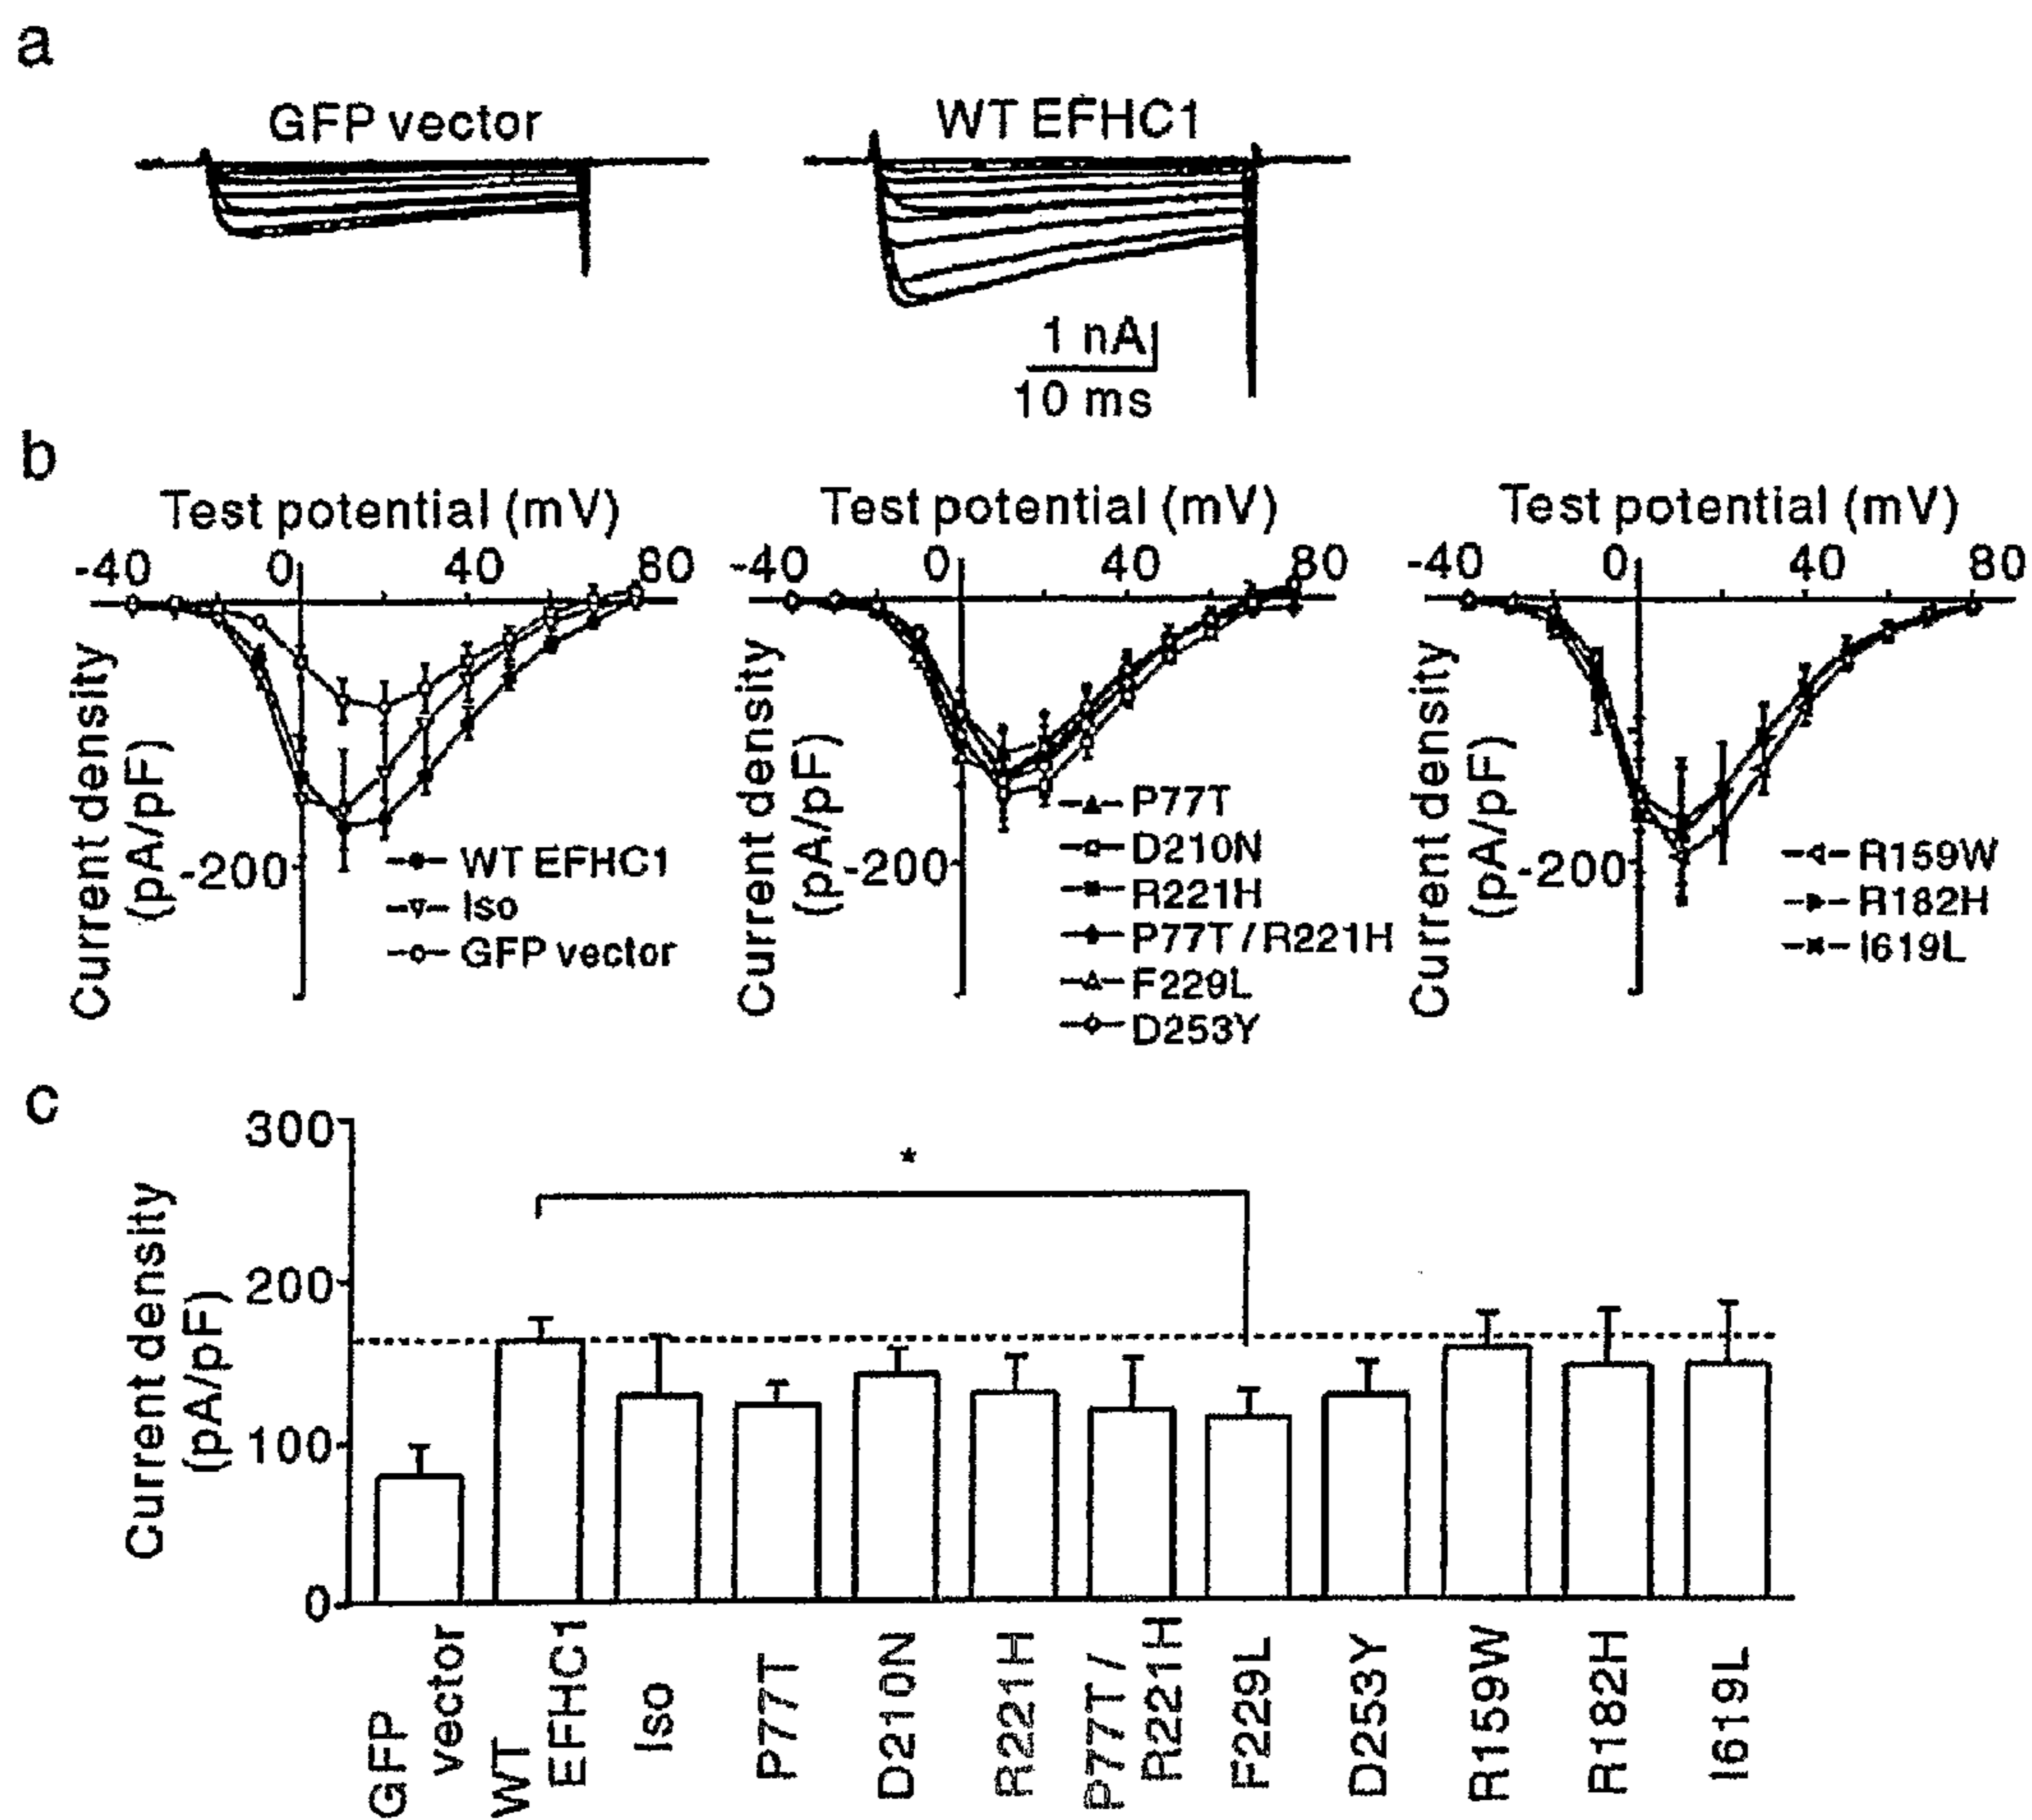 a
GFP vector
WT EFHC1
1 nA
10 ms
b
Test potential (mV)
-40 0 40 80
Current density
(pA/pF)
-200
WT EFHC1
Iso
GFP vector
Test potential (mV)
-40 0 40 80
Current density
(pA/pF)
-200
P77T
D210N
R221H
P77T / R221H
F229L
D253Y
Test potential (mV)
-40 0 40 80
Current density
(pA/pF)
-200
R159W
R182H
I619L
c
Current density
(pA/pF)
300
200
100
0
*
GFP
vector
WT
EFHC1
Iso
P77T
D210N
R221H
P77T /
R221H
F229L
D253Y
R159W
R182H
I619L